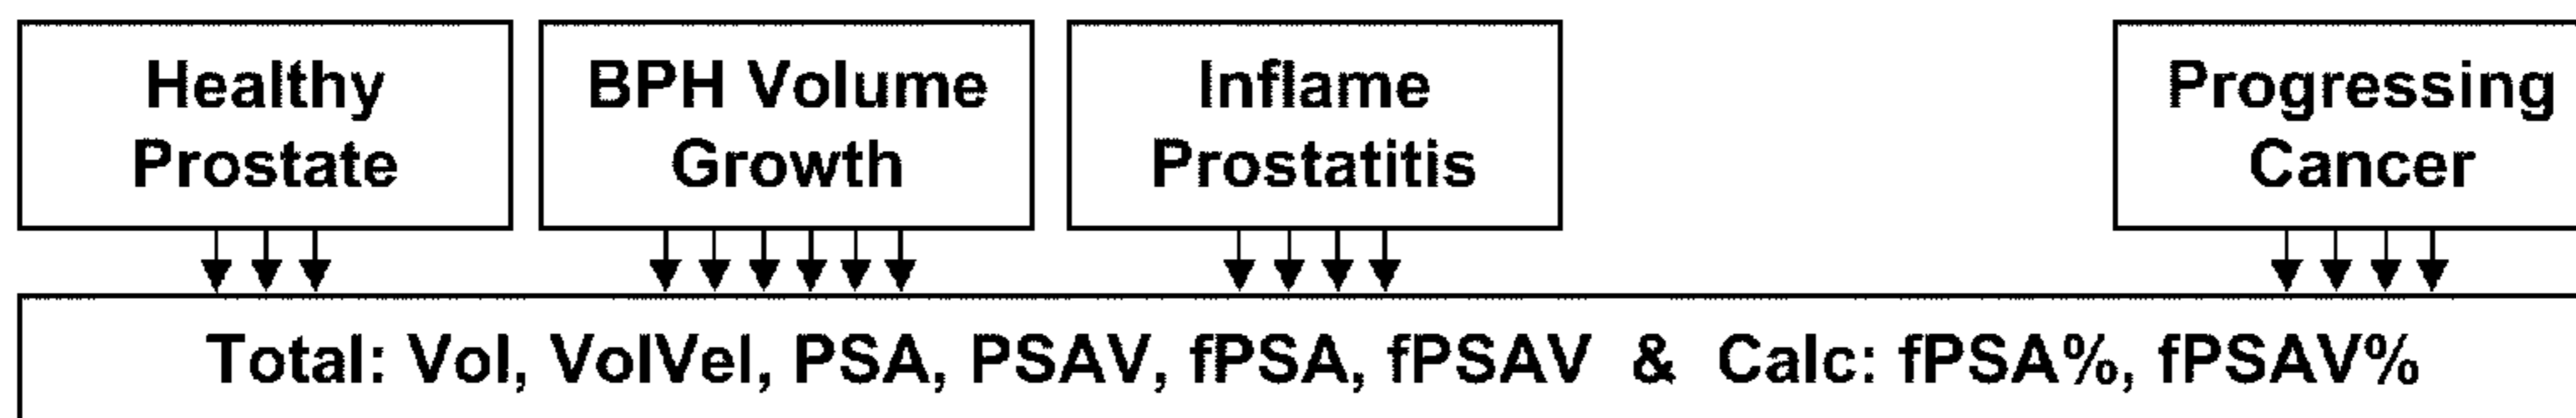 Healthy
Prostate
BPH Volume
Growth
Inflame
Prostatitis
Progressing
Cancer
Total: Vol, VolVel, PSA, PSAV, fPSA, fPSAV & Calc: fPSA%, fPSAV%